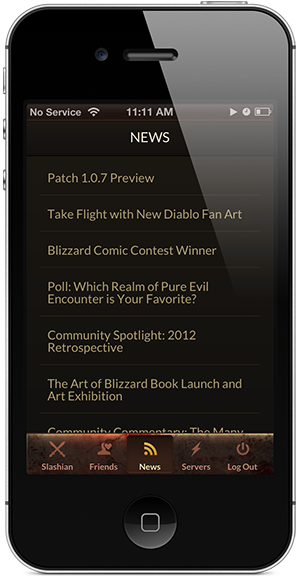 No Service 11:11 AM
NEWS
Patch 1.0.7 Preview
Take Flight with New Diablo Fan Art
Blizzard Comic Contest Winner
Poll: Which Realm of Pure Evil
Encounter is Your Favorite?
Community Spotlight: 2012
Retrospective
The Art of Blizzard Book Launch and
Art Exhibition
Community Commentary: The Many
Slashian Friends News Servers Log Out